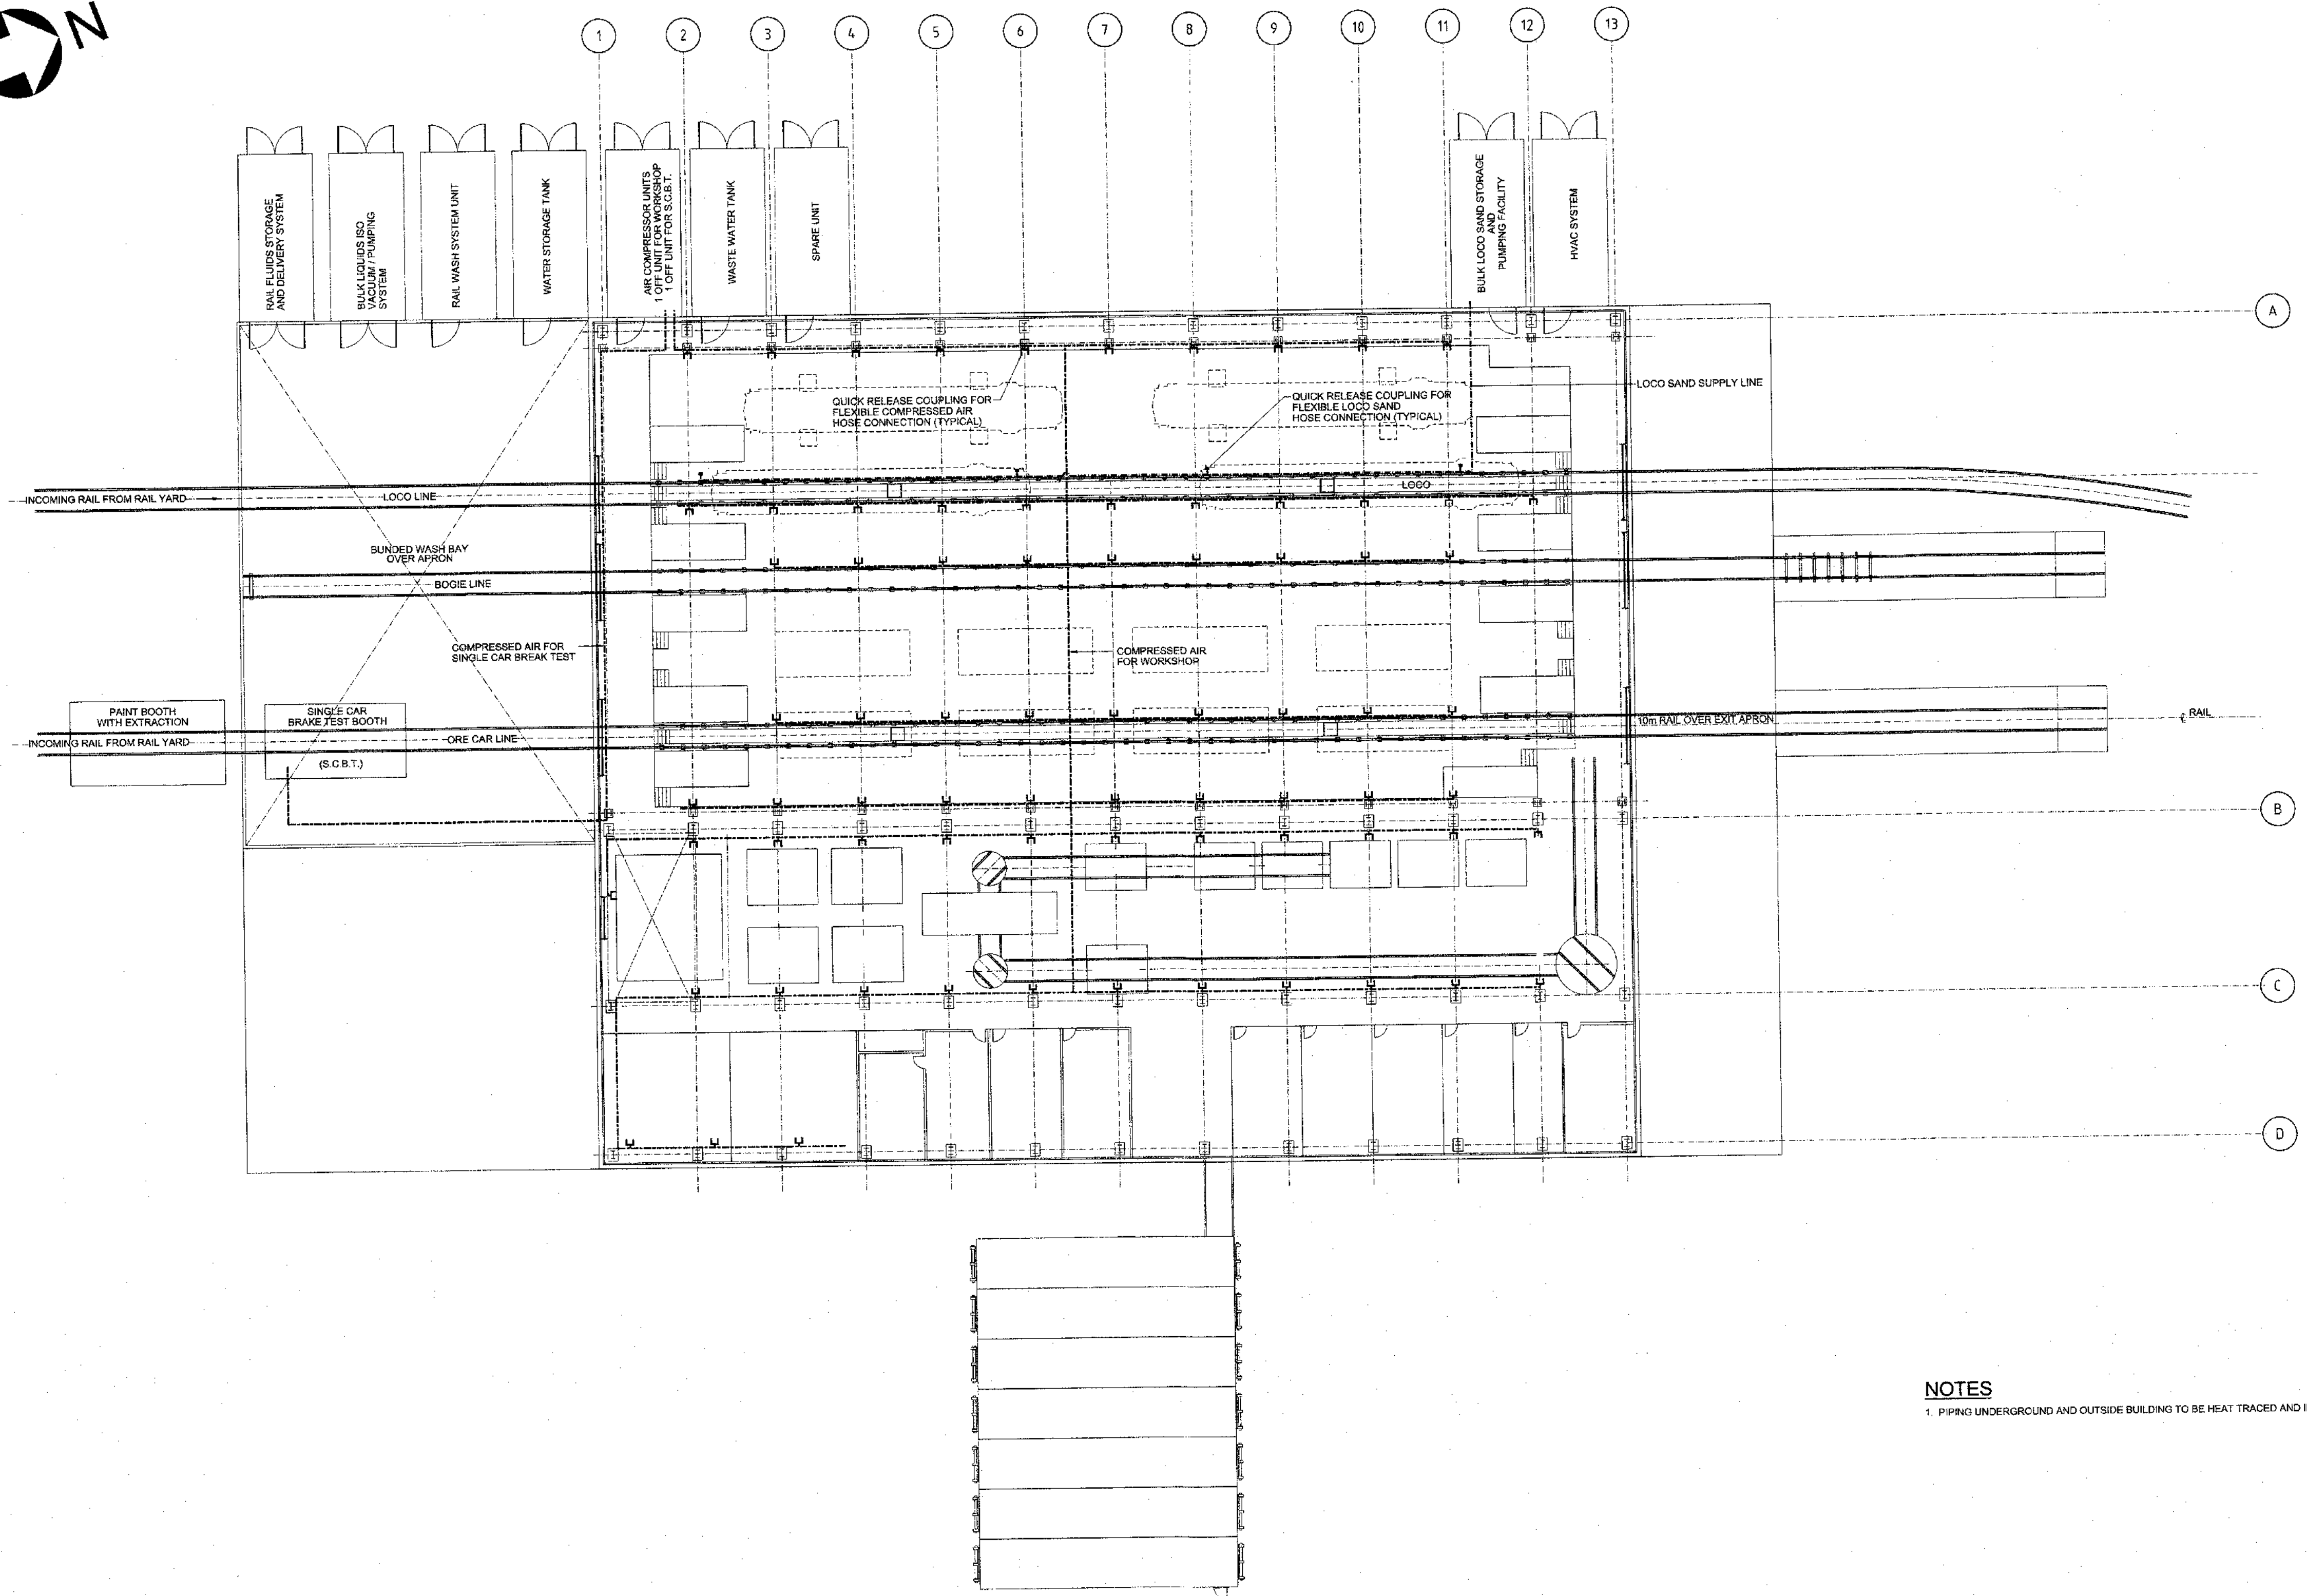 N
1
2
3
4
5
6
7
8
9
10
11
12
13
RAIL FLUIDS STORAGE
AND DELIVERY SYSTEM
BULK LIQUIDS ISO
VACUUM / PUMPING
SYSTEM
RAIL WASH SYSTEM UNIT
WATER STORAGE TANK
AIR COMPRESSOR UNITS
1 OFF UNIT FOR WORKSHOP
1 OFF UNIT FOR S.C.B.T.
WASTE WATER TANK
SPARE UNIT
BULK LOCO SAND STORAGE
AND
PUMPING FACILITY
HVAC SYSTEM
A
LOCO SAND SUPPLY LINE
QUICK RELEASE COUPLING FOR
FLEXIBLE COMPRESSED AIR
HOSE CONNECTION (TYPICAL)
QUICK RELEASE COUPLING FOR
FLEXIBLE LOCO SAND
HOSE CONNECTION (TYPICAL)
INCOMING RAIL FROM RAIL YARD
LOCO LINE
LOCO
BUNDED WASH BAY
OVER APRON
BOGIE LINE
COMPRESSED AIR FOR
SINGLE CAR BREAK TEST
COMPRESSED AIR
FOR WORKSHOP
PAINT BOOTH
WITH EXTRACTION
SINGLE CAR
BRAKE TEST BOOTH
INCOMING RAIL FROM RAIL YARD
ORE CAR LINE
(S.C.B.T.)
10m RAIL OVER EXIT APRON
℄ RAIL
B
C
D
NOTES
1. PIPING UNDERGROUND AND OUTSIDE BUILDING TO BE HEAT TRACED AND I